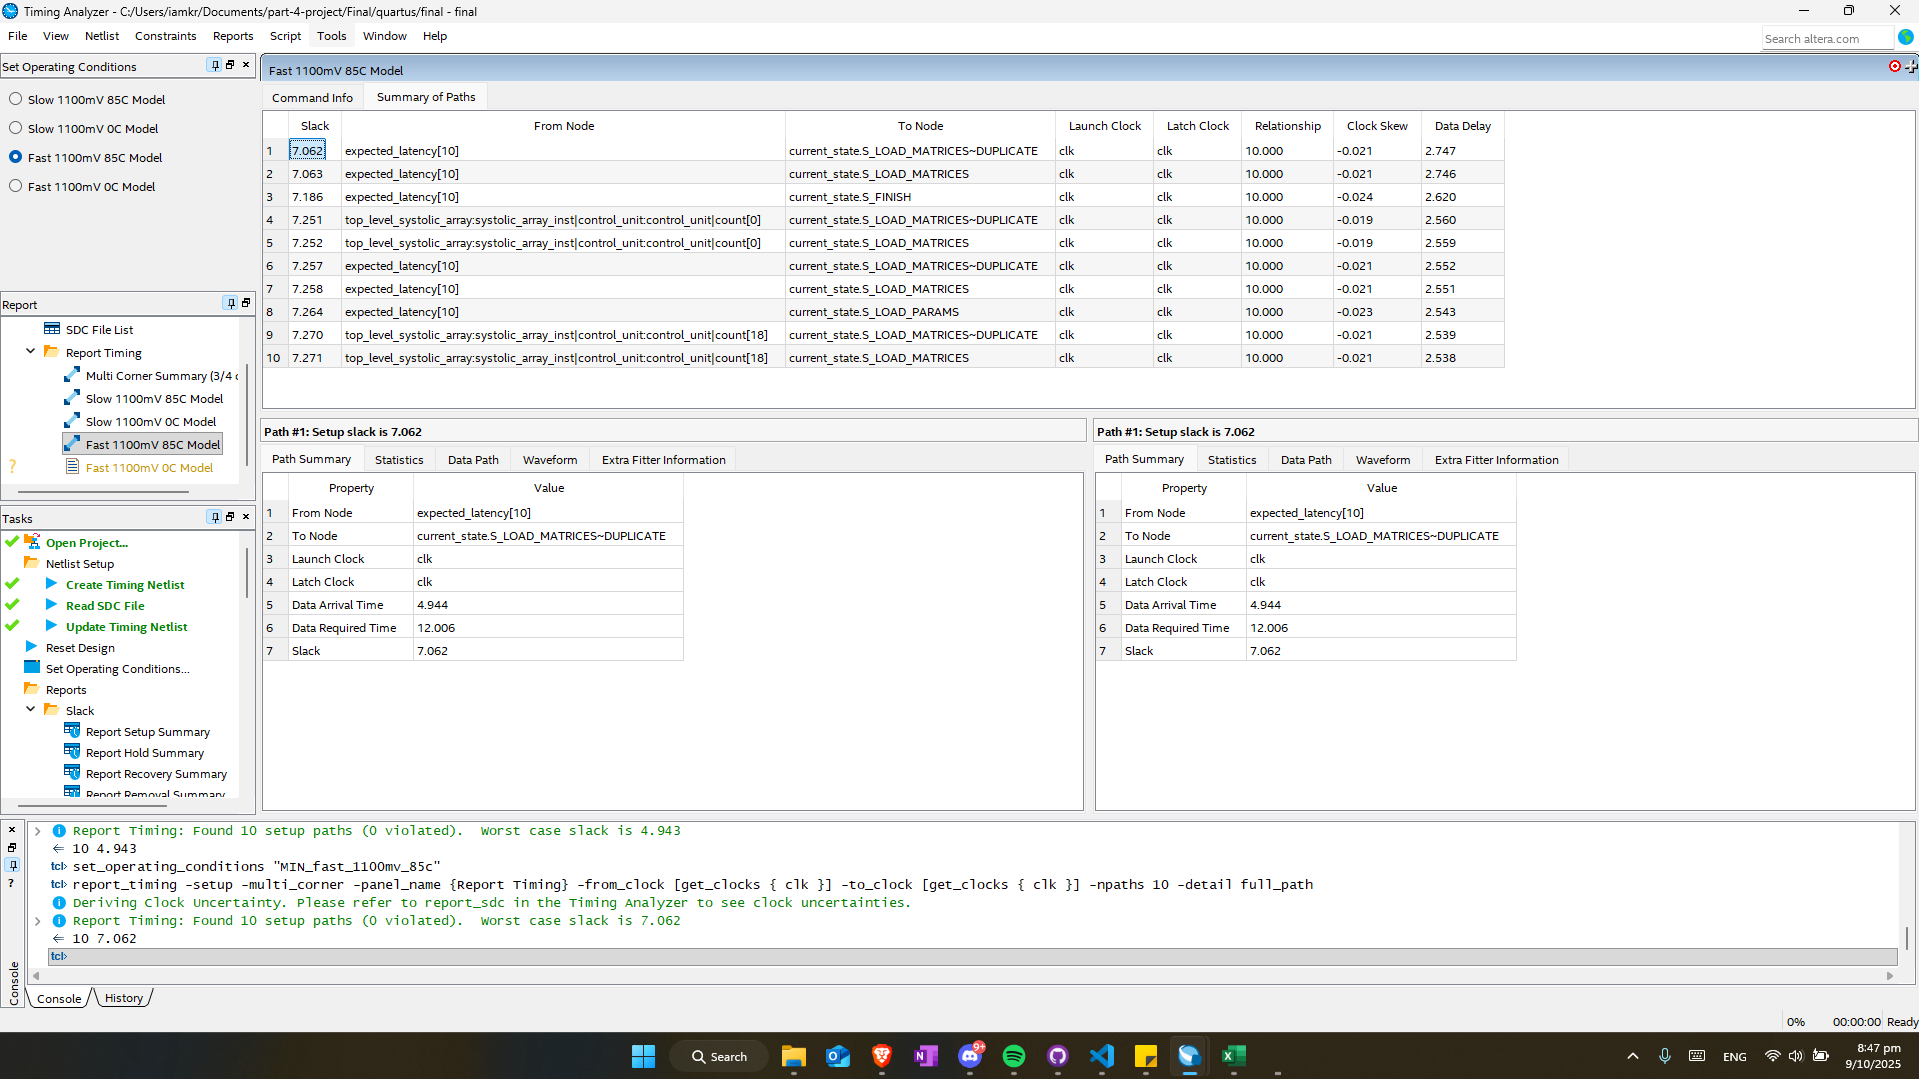 Timing Analyzer - C:/Users/iamkr/Documents/part-4-project/Final/quartus/final - final
File View Netlist Constraints Reports Script Tools Window Help
Search altera.com
Set Operating Conditions
Slow 1100mV 85C Model
Slow 1100mV 0C Model
Fast 1100mV 85C Model
Fast 1100mV 0C Model
Report
SDC File List
Report Timing
Multi Corner Summary (3/4 c
Slow 1100mV 85C Model
Slow 1100mV 0C Model
Fast 1100mV 85C Model
? Fast 1100mV 0C Model
Tasks
Open Project...
Netlist Setup
Create Timing Netlist
Read SDC File
Update Timing Netlist
Reset Design
Set Operating Conditions...
Reports
Slack
Report Setup Summary
Report Hold Summary
Report Recovery Summary
Report Removal Summary
Fast 1100mV 85C Model
Command Info Summary of Paths
Slack From Node To Node Launch Clock Latch Clock Relationship Clock Skew Data Delay
1 7.062 expected_latency[10] current_state.S_LOAD_MATRICES~DUPLICATE clk clk 10.000 -0.021 2.747
2 7.063 expected_latency[10] current_state.S_LOAD_MATRICES clk clk 10.000 -0.021 2.746
3 7.186 expected_latency[10] current_state.S_FINISH clk clk 10.000 -0.024 2.620
4 7.251 top_level_systolic_array:systolic_array_inst|control_unit:control_unit|count[0] current_state.S_LOAD_MATRICES~DUPLICATE clk clk 10.000 -0.019 2.560
5 7.252 top_level_systolic_array:systolic_array_inst|control_unit:control_unit|count[0] current_state.S_LOAD_MATRICES clk clk 10.000 -0.019 2.559
6 7.257 expected_latency[10] current_state.S_LOAD_MATRICES~DUPLICATE clk clk 10.000 -0.021 2.552
7 7.258 expected_latency[10] current_state.S_LOAD_MATRICES clk clk 10.000 -0.021 2.551
8 7.264 expected_latency[10] current_state.S_LOAD_PARAMS clk clk 10.000 -0.023 2.543
9 7.270 top_level_systolic_array:systolic_array_inst|control_unit:control_unit|count[18] current_state.S_LOAD_MATRICES~DUPLICATE clk clk 10.000 -0.021 2.539
10 7.271 top_level_systolic_array:systolic_array_inst|control_unit:control_unit|count[18] current_state.S_LOAD_MATRICES clk clk 10.000 -0.021 2.538
Path #1: Setup slack is 7.062
Path Summary Statistics Data Path Waveform Extra Fitter Information
Property Value
1 From Node expected_latency[10]
2 To Node current_state.S_LOAD_MATRICES~DUPLICATE
3 Launch Clock clk
4 Latch Clock clk
5 Data Arrival Time 4.944
6 Data Required Time 12.006
7 Slack 7.062
Path #1: Setup slack is 7.062
Path Summary Statistics Data Path Waveform Extra Fitter Information
Property Value
1 From Node expected_latency[10]
2 To Node current_state.S_LOAD_MATRICES~DUPLICATE
3 Launch Clock clk
4 Latch Clock clk
5 Data Arrival Time 4.944
6 Data Required Time 12.006
7 Slack 7.062
Report Timing: Found 10 setup paths (0 violated).  Worst case slack is 4.943
10 4.943
tcl> set_operating_conditions "MIN_fast_1100mv_85c"
tcl> report_timing -setup -multi_corner -panel_name {Report Timing} -from_clock [get_clocks { clk }] -to_clock [get_clocks { clk }] -npaths 10 -detail full_path
Deriving Clock Uncertainty. Please refer to report_sdc in the Timing Analyzer to see clock uncertainties.
Report Timing: Found 10 setup paths (0 violated).  Worst case slack is 7.062
10 7.062
tcl>
Console
Console History
0% 00:00:00 Ready
Search
9+
ENG
8:47 pm
9/10/2025